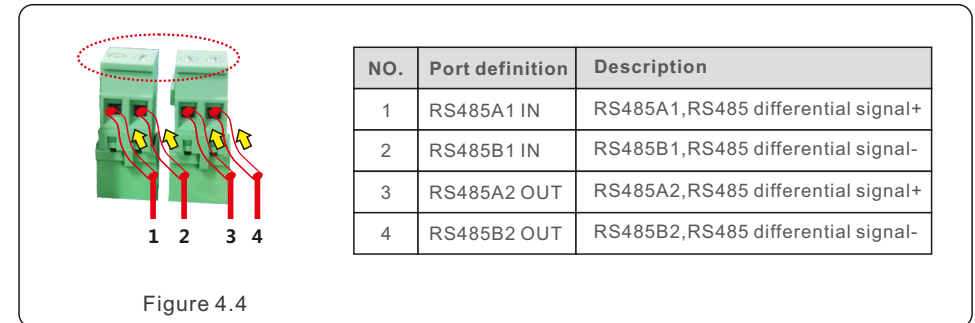 NO. Port definition Description
1 RS485A1 IN RS485A1,RS485 differential signal+
2 RS485B1 IN RS485B1,RS485 differential signal-
3 RS485A2 OUT RS485A2,RS485 differential signal+
4 RS485B2 OUT RS485B2,RS485 differential signal-
1 2 3 4
Figure 4.4